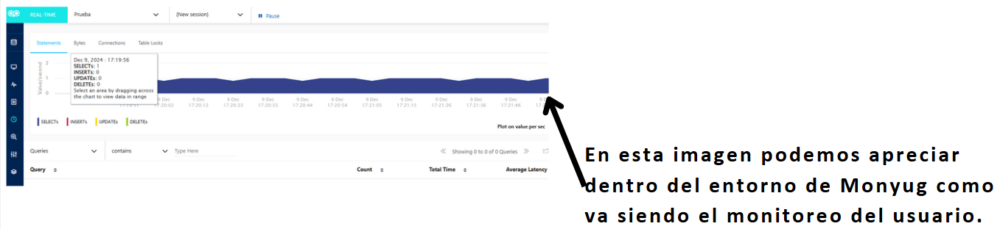 REAL-TIME Prueba (New session) Pause
Statements Bytes Connections Table Locks
Dec 9, 2024 : 17:19:56
SELECTs: 1
INSERTs: 0
UPDATEs: 0
DELETEs: 0
Select an area by dragging across
the chart to view data in range
Value/second
2
1
0
9 Dec 9 Dec 9 Dec 9 Dec 9 Dec 9 Dec 9 Dec 9 Dec 9 Dec 9 Dec
17:20:02 17:20:12 17:20:23 17:20:33 17:20:44 17:20:54 17:21:05 17:21:15 17:21:26 17:21:36 17:21:46
SELECTs INSERTs UPDATEs DELETEs
Plot on value per sec
Queries contains Type Here Showing 0 to 0 of 0 Queries
Query Count Total Time Average Latency
En esta imagen podemos apreciar
dentro del entorno de Monyug como
va siendo el monitoreo del usuario.